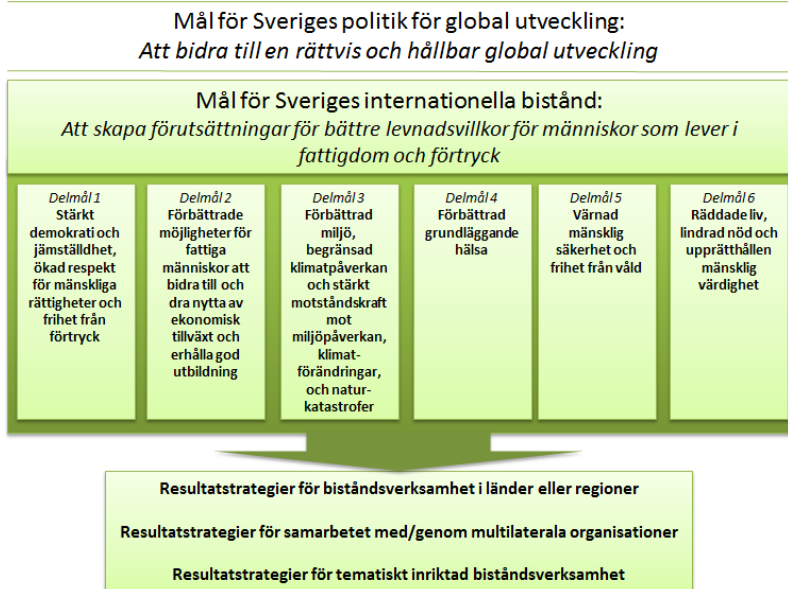 Mål för Sveriges politik för global utveckling:
Att bidra till en rättvis och hållbar global utveckling
Mål för Sveriges internationella bistånd:
Att skapa förutsättningar för bättre levnadsvillkor för människor som lever i
fattigdom och förtryck
Delmål 1
Stärkt
demokrati och
jämställdhet,
ökad respekt
för mänskliga
rättigheter och
frihet från
förtryck
Delmål 2
Förbättrade
möjligheter för
fattiga
människor att
bidra till och
dra nytta av
ekonomisk
tillväxt och
erhålla god
utbildning
Delmål 3
Förbättrad
miljö,
begränsad
klimatpåverkan
och stärkt
motståndskraft
mot
miljöpåverkan,
klimat-
förändringar,
och natur-
katastrofer
Delmål 4
Förbättrad
grundläggande
hälsa
Delmål 5
Värnad
mänsklig
säkerhet och
frihet från våld
Delmål 6
Räddade liv,
lindrad nöd och
upprätthållen
mänsklig
värdighet
Resultatstrategier för biståndsverksamhet i länder eller regioner
Resultatstrategier för samarbetet med/genom multilaterala organisationer
Resultatstrategier för tematiskt inriktad biståndsverksamhet